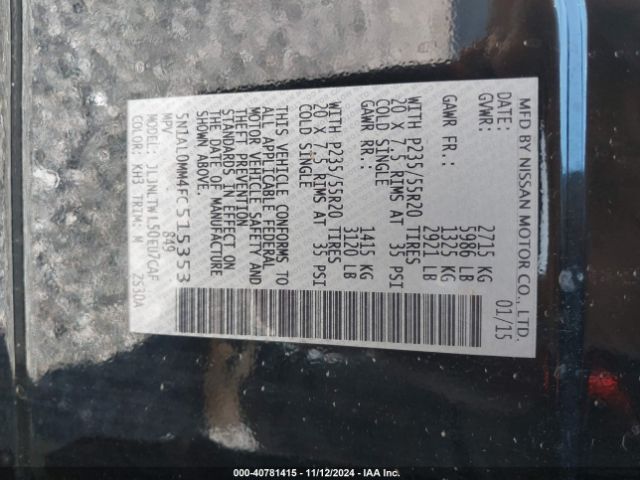 MFD BY NISSAN MOTOR CO., LTD.
DATE: 01/15
GVWR: 2715 KG
5986 LB
GAWR FR.: 1325 KG
2921 LB
WITH P235/55R20 TIRES
20 X 7.5 RIMS AT 35 PSI
COLD SINGLE
GAWR RR.: 1415 KG
3120 LB
WITH P235/55R20 TIRES
20 X 7.5 RIMS AT 35 PSI
COLD SINGLE
THIS VEHICLE CONFORMS TO
ALL APPLICABLE FEDERAL
MOTOR VEHICLE SAFETY AND
THEFT PREVENTION
STANDARDS IN EFFECT ON
THE DATE OF MANUFACTURE
SHOWN ABOVE.
5N1AL0MM4FC515353
MPV 849
MODEL: JLJNLTWL50EU7CAF
COLOR: KH3 TRIM: M ZS30A
000-40781415 - 11/12/2024 - IAA Inc.